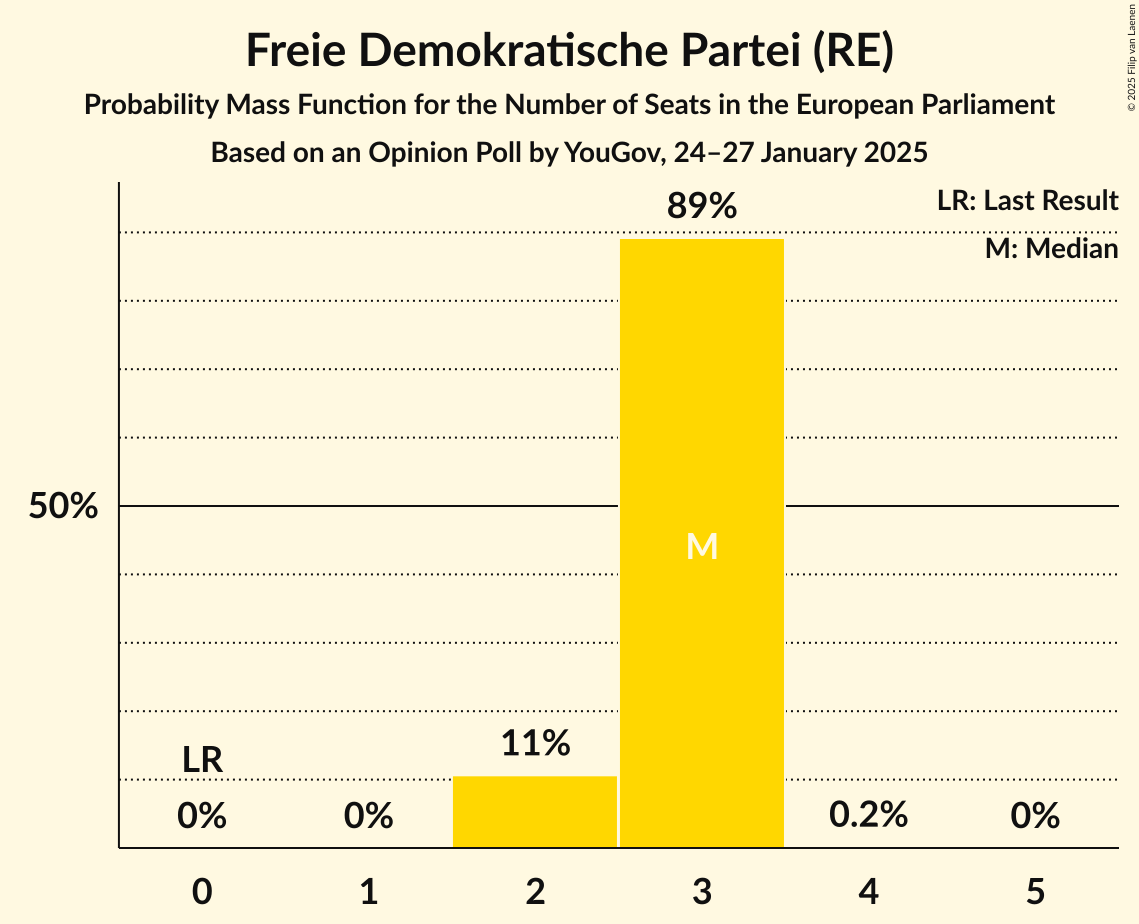 Freie Demokratische Partei (RE)
Probability Mass Function for the Number of Seats in the European Parliament
Based on an Opinion Poll by YouGov, 24–27 January 2025
© 2025 Filip van Laenen
LR: Last Result
M: Median
89%
50%
M
11%
LR
0%
0%
0.2%
0%
0
1
2
3
4
5